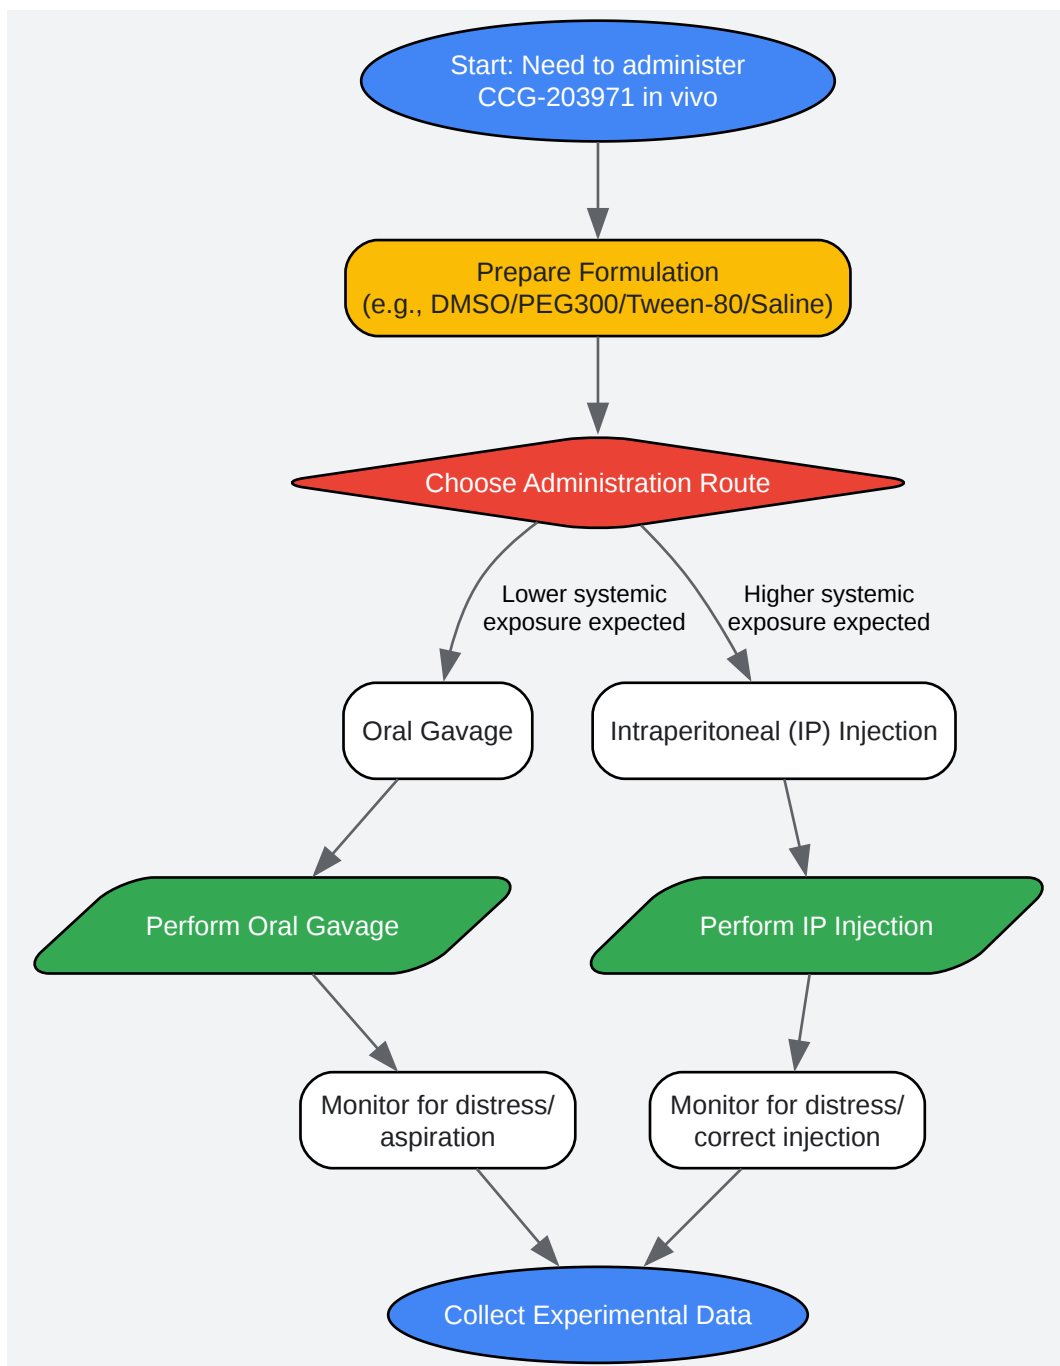 Start: Need to administer
CCG-203971 in vivo
Prepare Formulation
(e.g., DMSO/PEG300/Tween-80/Saline)
Choose Administration Route
Lower systemic
exposure expected
Higher systemic
exposure expected
Oral Gavage
Intraperitoneal (IP) Injection
Perform Oral Gavage
Perform IP Injection
Monitor for distress/
aspiration
Monitor for distress/
correct injection
Collect Experimental Data